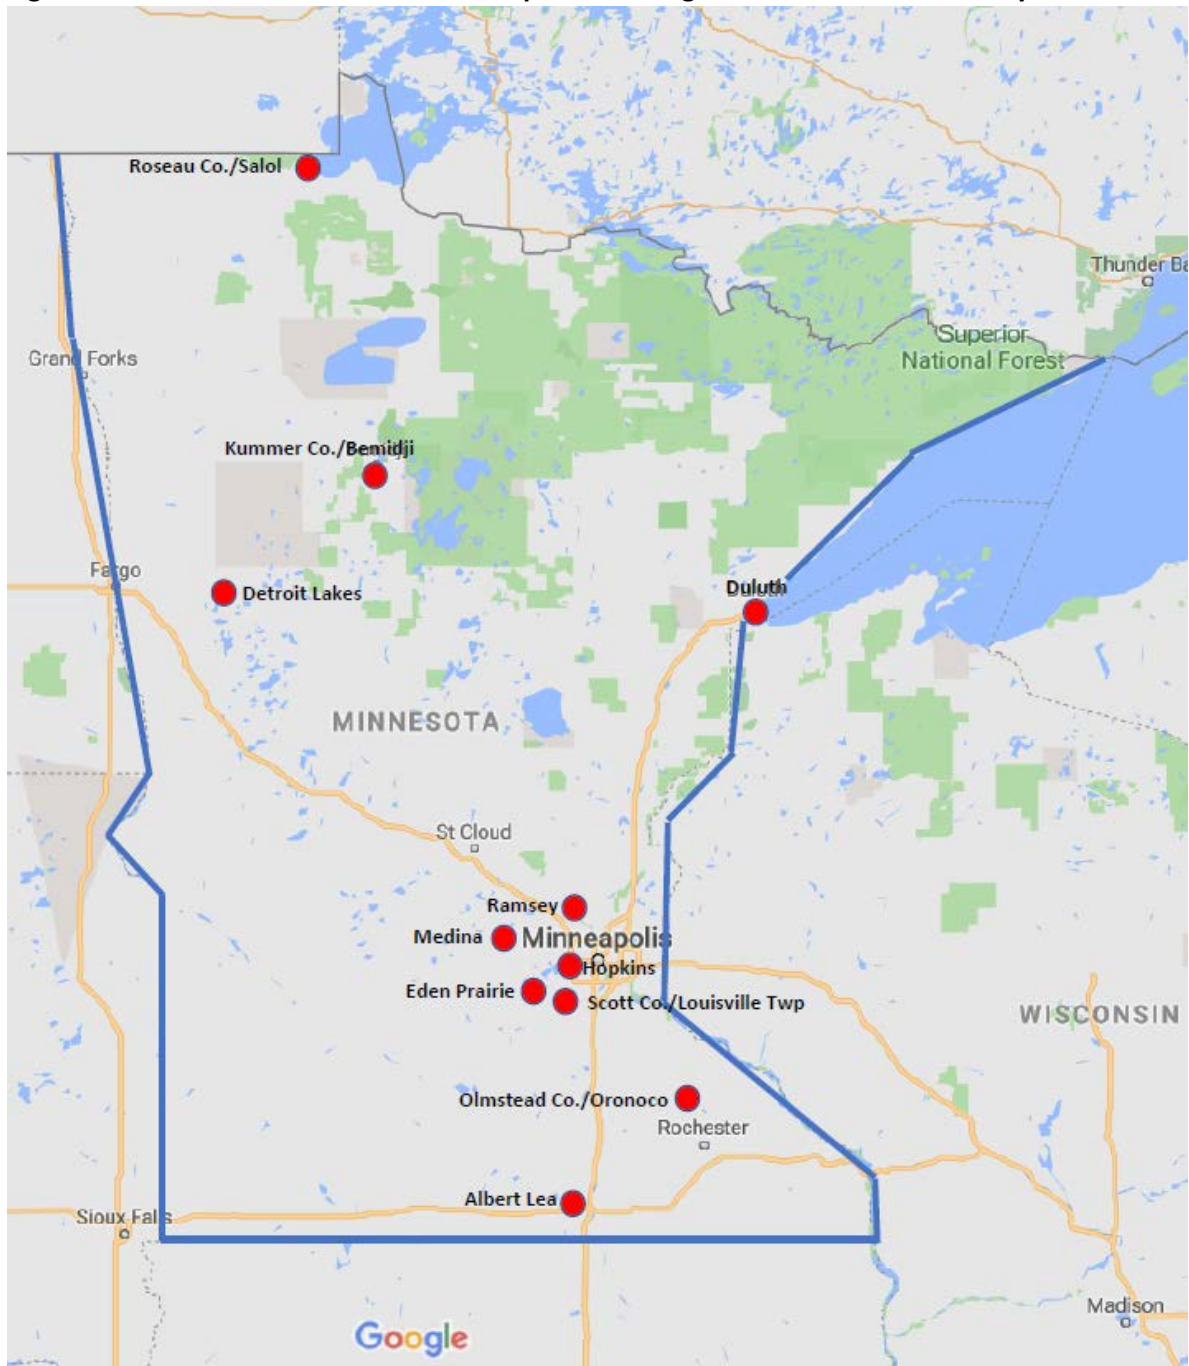 Roseau Co./Salol
Thunder Ba
Superior
National Forest
Grand Forks
Kummer Co./Bemidji
Fargo
Detroit Lakes
Duluth
MINNESOTA
St Cloud
Ramsey
Medina
Minneapolis
Hopkins
Eden Prairie
Scott Co./Louisville Twp
WISCONSIN
Olmstead Co./Oronoco
Rochester
Albert Lea
Sioux Falls
Madison
Google